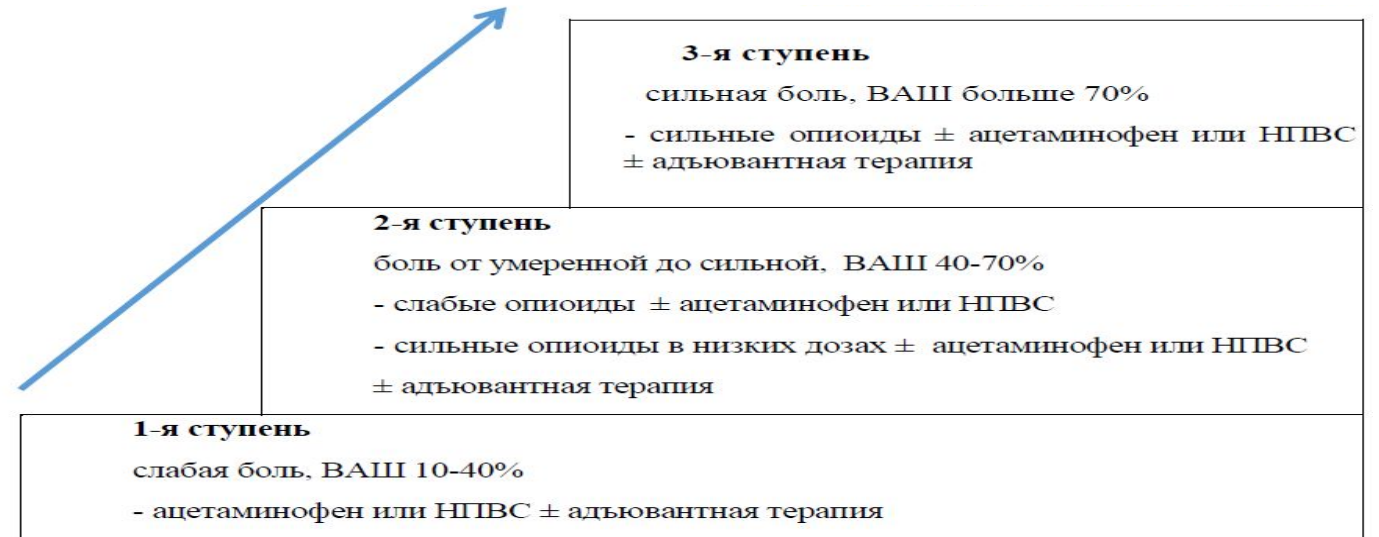 3-я ступень
сильная боль, ВАШ больше 70%
- сильные опиоиды ± ацетаминофен или НПВС
± адъювантная терапия
2-я ступень
боль от умеренной до сильной, ВАШ 40-70%
- слабые опиоиды ± ацетаминофен или НПВС
- сильные опиоиды в низких дозах ± ацетаминофен или НПВС
± адъювантная терапия
1-я ступень
слабая боль, ВАШ 10-40%
- ацетаминофен или НПВС ± адъювантная терапия